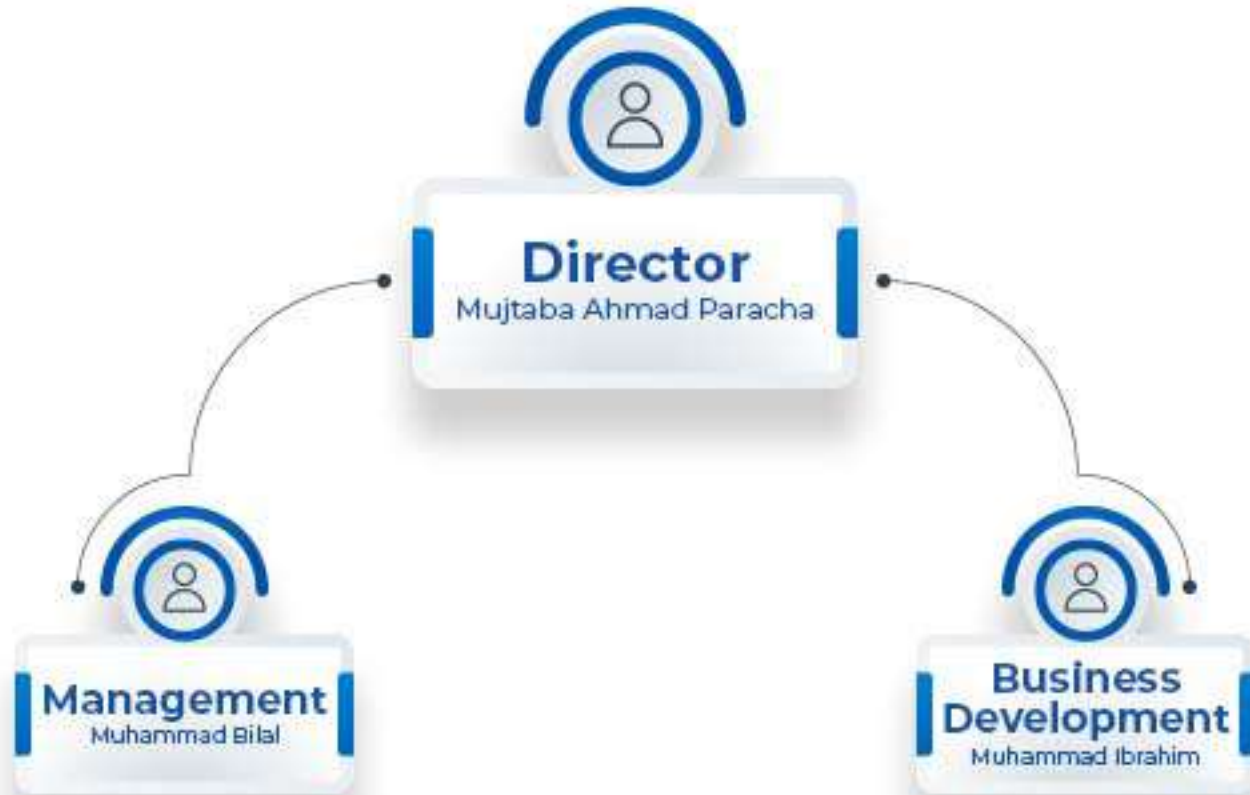 Director
Mujtaba Ahmad Paracha
Management
Muhammad Bilal
Business
Development
Muhammad Ibrahim